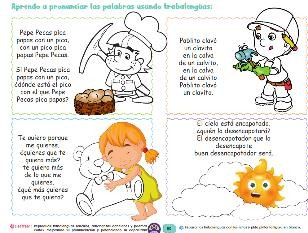 Aprendo a pronunciar las palabras usando trabalenguas:
Pepe Pecas pica
papas con un pico,
con un pico pica
papas Pepe Pecas.
Si Pepe Pecas pica
papas con un pico,
¿dónde está el pico
con el que Pepe
Pecas pica papas?
Pablito clavó
un clavito
en la calva
de un calvito,
en la calva
de un calvito
Pablito clavó
un clavito.
Te quiero porque
me quieres,
¿quieres que te
quiera más?
te quiero más
de lo que me
quieres,
¿qué más quieres
que te quiera?
El cielo está encapotado,
¿quién lo desencapotará?
El desencapotador que lo
desencapote
buen desencapotador será.